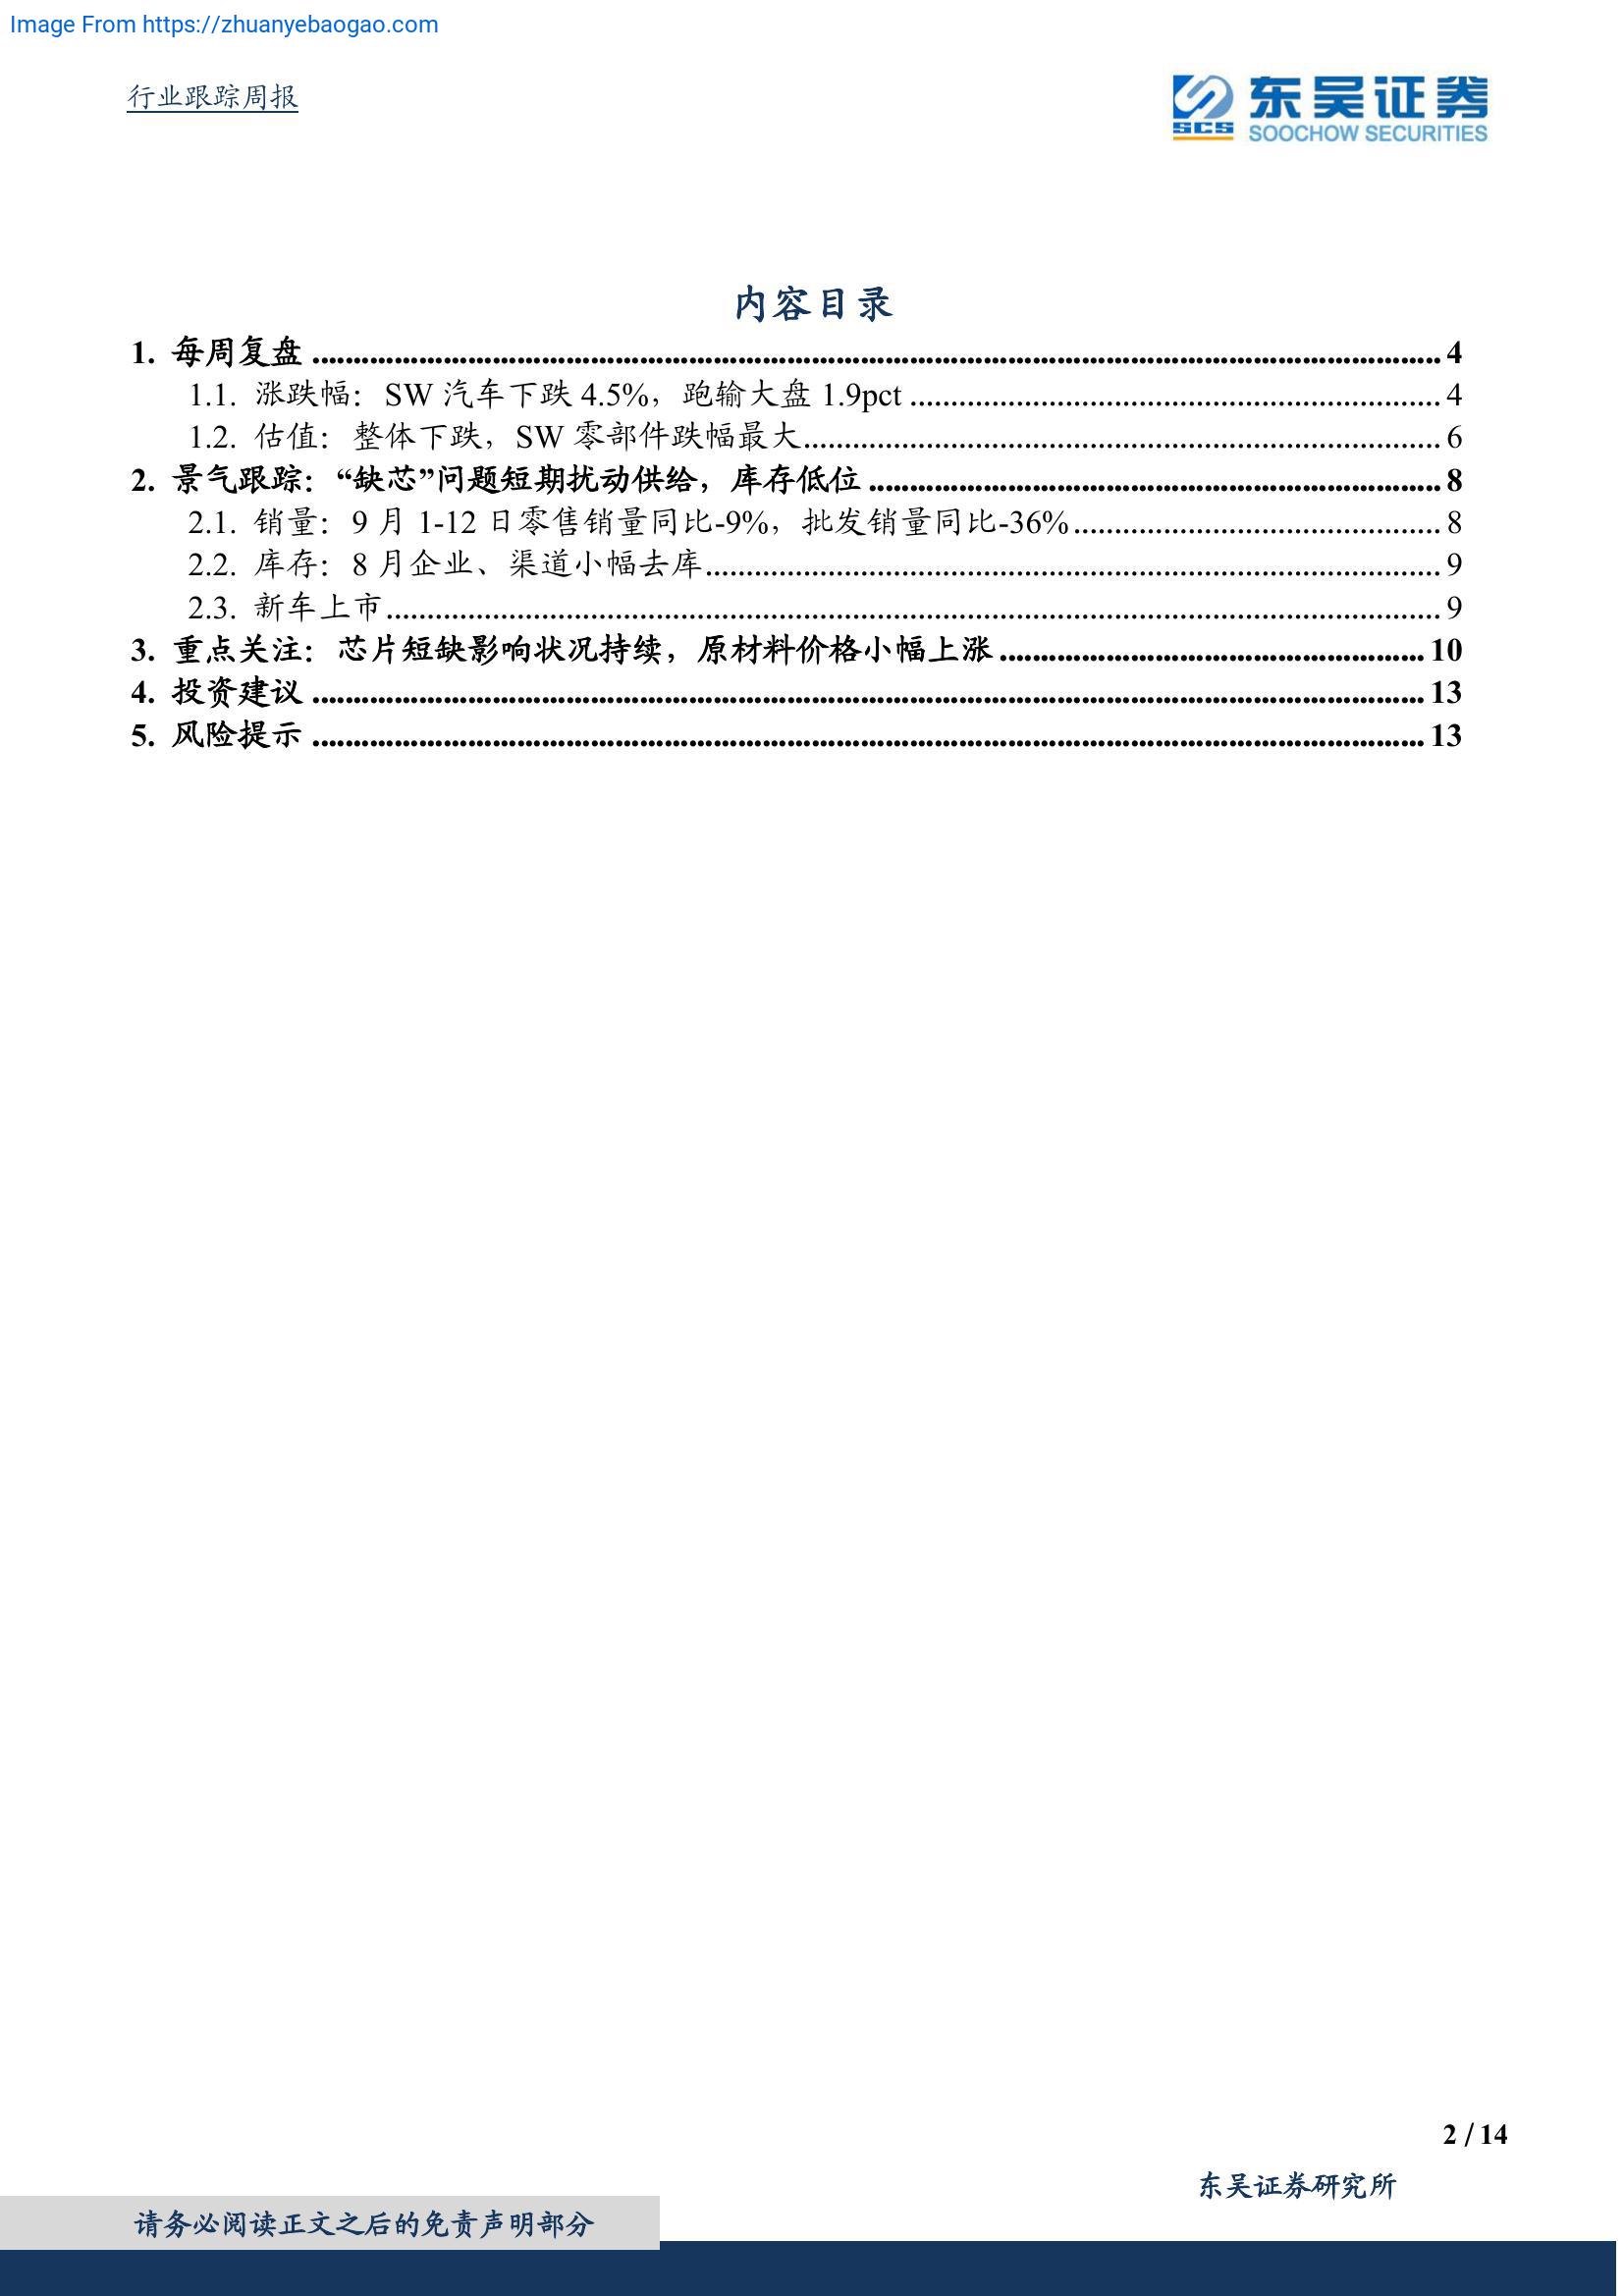 Image From https://zhuanyebaogao.com
行业跟踪周报
东吴证券
SCS
SOOCHOW SECURITIES
内容目录
1. 每周复盘 ........................................ 4
1.1. 涨跌幅：SW 汽车下跌 4.5%，跑输大盘 1.9pct ........................................ 4
1.2. 估值：整体下跌，SW 零部件跌幅最大........................................ 6
2. 景气跟踪：“缺芯”问题短期扰动供给，库存低位 ........................................ 8
2.1. 销量：9 月 1-12 日零售销量同比-9%，批发销量同比-36%........................................ 8
2.2. 库存：8 月企业、渠道小幅去库........................................ 9
2.3. 新车上市........................................ 9
3. 重点关注：芯片短缺影响状况持续，原材料价格小幅上涨 ........................................ 10
4. 投资建议 ........................................ 13
5. 风险提示 ........................................ 13
2 / 14
东吴证券研究所
请务必阅读正文之后的免责声明部分